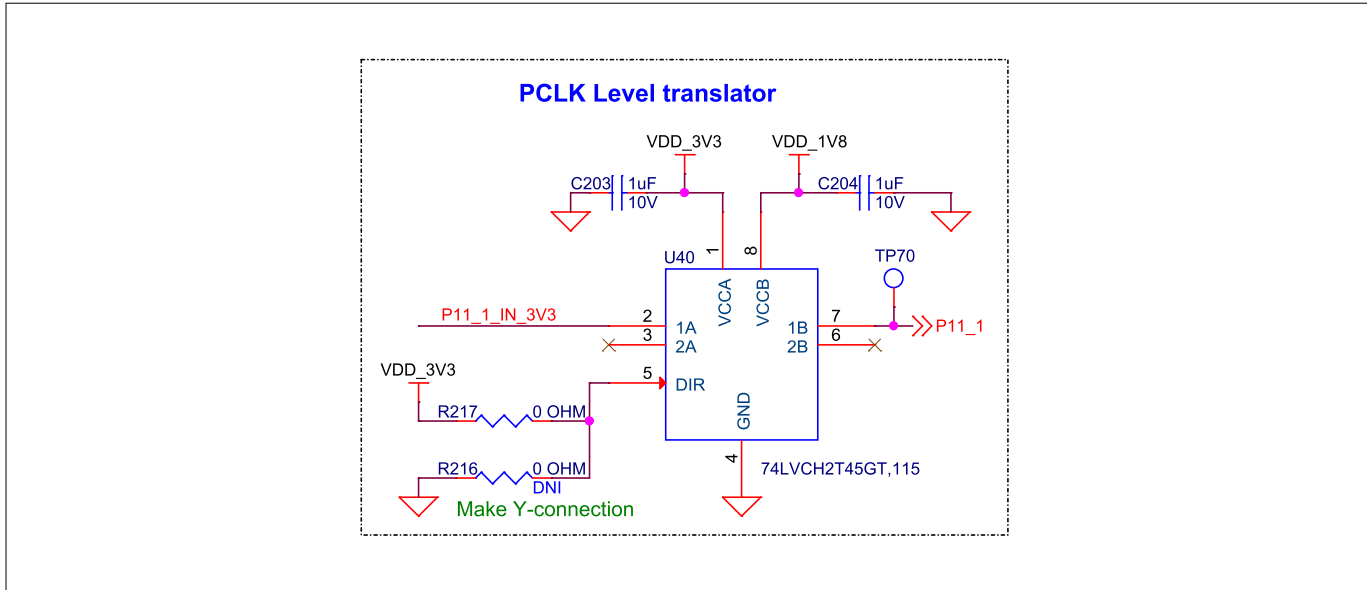 PCLK Level translator
VDD_3V3
VDD_1V8
C203
1uF
10V
C204
1uF
10V
TP70
U40
1
8
VCCA
VCCB
P11_1_IN_3V3
2
1A
1B
7
P11_1
3
2A
2B
6
VDD_3V3
5
DIR
GND
R217
0 OHM
4
74LVCH2T45GT,115
R216
0 OHM
DNI
Make Y-connection